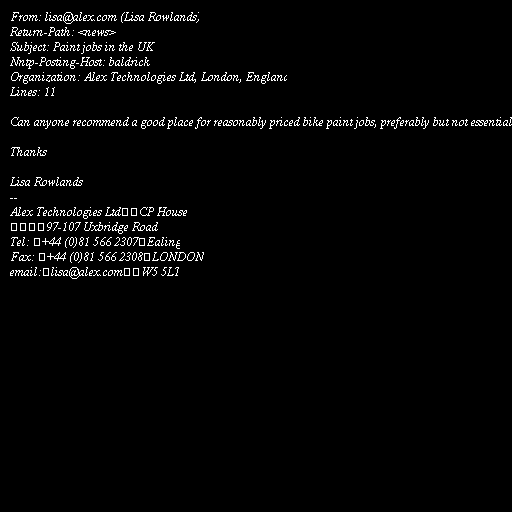 From: lisa@alex.com (Lisa Rowlands)
Return-Path: <news>
Subject: Paint jobs in the UK
Nntp-Posting-Host: baldrick
Organization: Alex Technologies Ltd, London, England
Lines: 11
Can anyone recommend a good place for reasonably priced bike paint jobs, preferably but not essential
Thanks
Lisa Rowlands
--
Alex Technologies Ltd□□CP House
□□□□97-107 Uxbridge Road
Tel: □+44 (0)81 566 2307□Ealing
Fax: □+44 (0)81 566 2308□LONDON
email:□lisa@alex.com□□W5 5LT